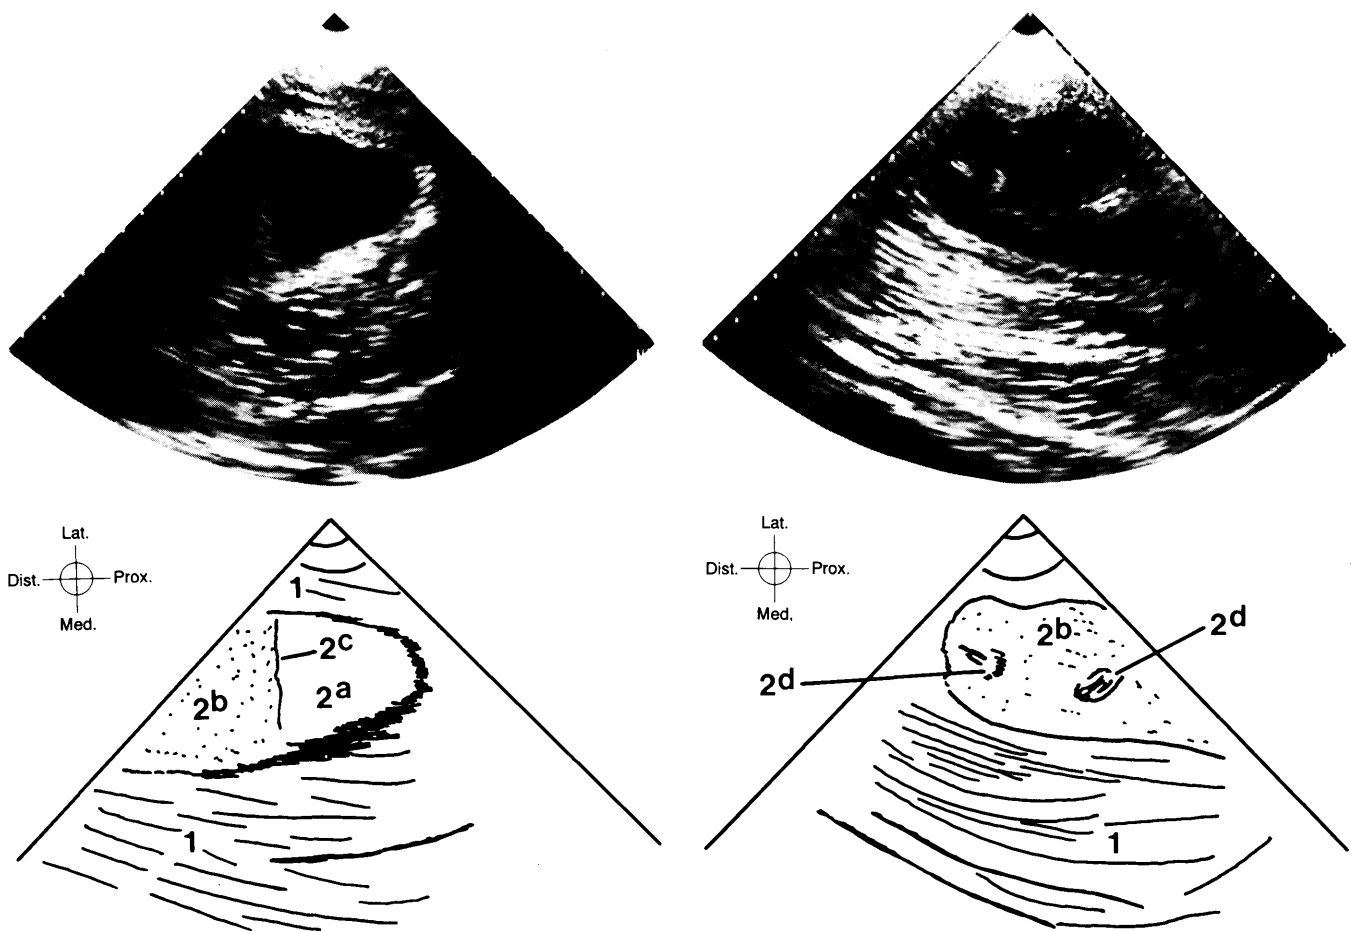 Lat.
Dist. Prox.
Med.
1
2c
2a
2b
1
Lat.
Dist. Prox.
Med.
2b
2d
2d
1